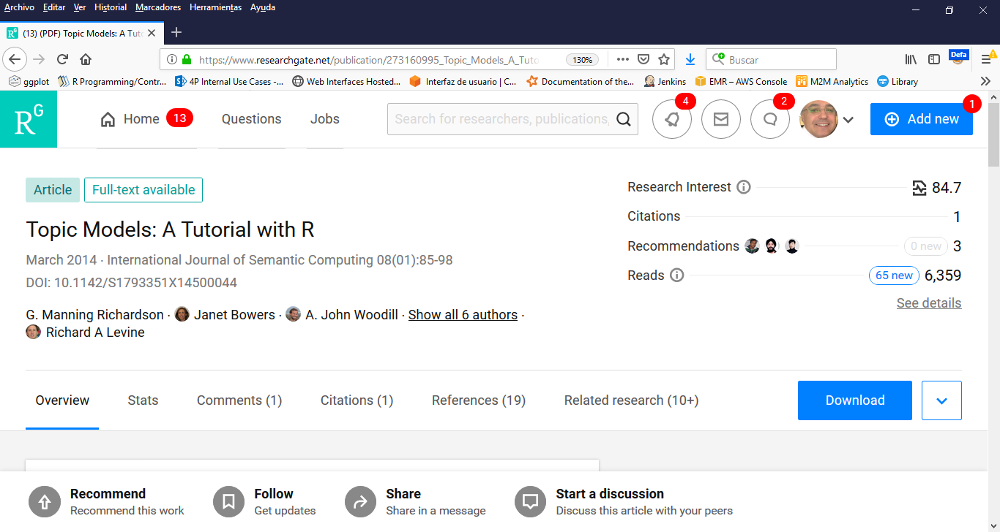 Archivo Editar Ver Historial Marcadores Herramientas Ayuda
(13) (PDF) Topic Models: A Tut
https://www.researchgate.net/publication/273160995_Topic_Models_A_Tuto 130% Buscar Defa
ggplot R Programming/Contr... 4P Internal Use Cases -... Web Interfaces Hosted... Interfaz de usuario | C... Documentation of the... Jenkins EMR – AWS Console M2M Analytics Library
RG Home 13 Questions Jobs Search for researchers, publications, 4 2 Add new 1
Article Full-text available
Topic Models: A Tutorial with R
March 2014 · International Journal of Semantic Computing 08(01):85-98
DOI: 10.1142/S1793351X14500044
G. Manning Richardson · Janet Bowers · A. John Woodill · Show all 6 authors ·
Richard A Levine
Research Interest 84.7
Citations 1
Recommendations 0 new 3
Reads 65 new 6,359
See details
Overview Stats Comments (1) Citations (1) References (19) Related research (10+) Download
Recommend Follow Share Start a discussion
Recommend this work Get updates Share in a message Discuss this article with your peers